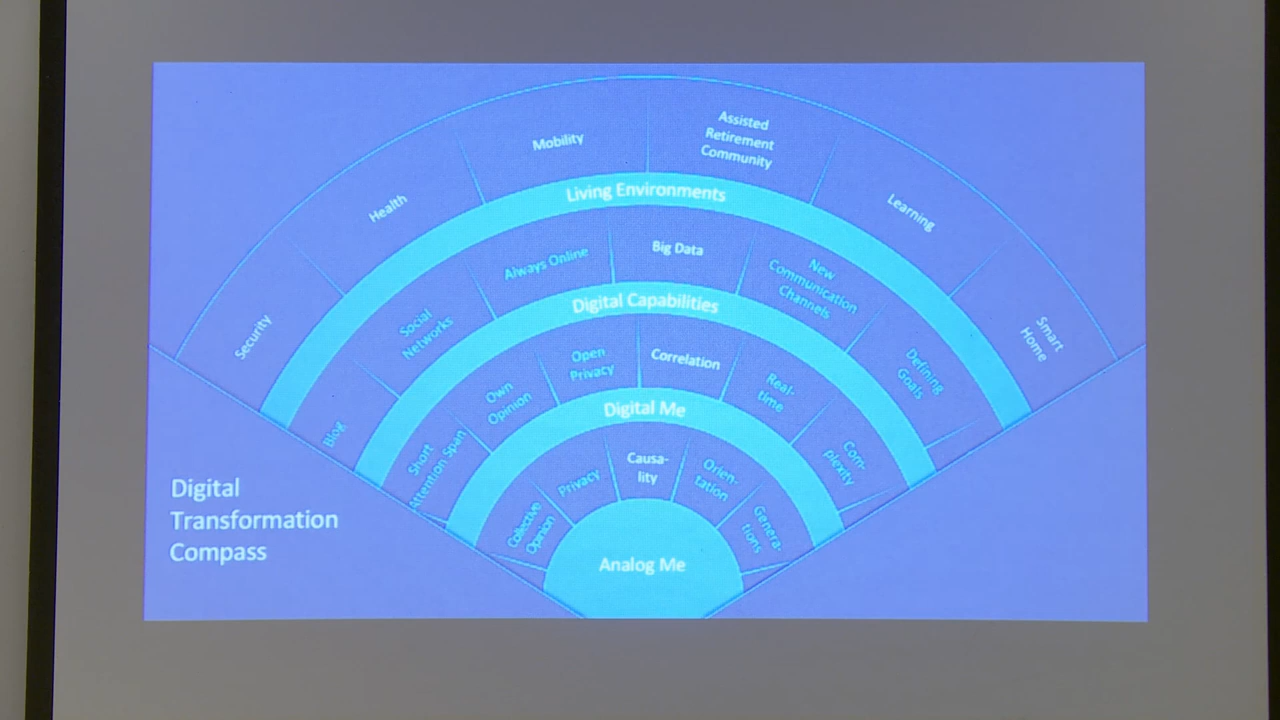 Mobility
Assisted
Retirement
Community
Health
Learning
Security
Smart
Home
Living Environments
Always Online
Big Data
New
Communication
Channels
Social
Networks
Defining
Goals
Blog
Digital Capabilities
Open
Privacy
Correlation
Own
Opinion
Real-
time
Short
Attention Span
Com-
plexity
Digital Me
Causa-
lity
Privacy
Orien-
tation
Collective
Opinion
Genera-
tions
Analog Me
Digital
Transformation
Compass